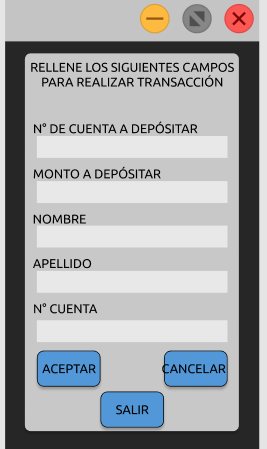 RELLENE LOS SIGUIENTES CAMPOS
PARA REALIZAR TRANSACCIÓN
N° DE CUENTA A DEPÓSITAR
MONTO A DEPÓSITAR
NOMBRE
APELLIDO
N° CUENTA
ACEPTAR CANCELAR
SALIR